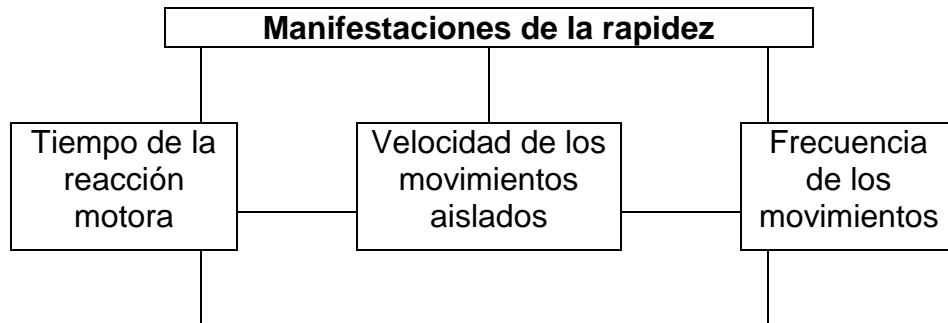 Manifestaciones de la rapidez
Tiempo de la
reacción
motora
Velocidad de los
movimientos
aislados
Frecuencia
de los
movimientos